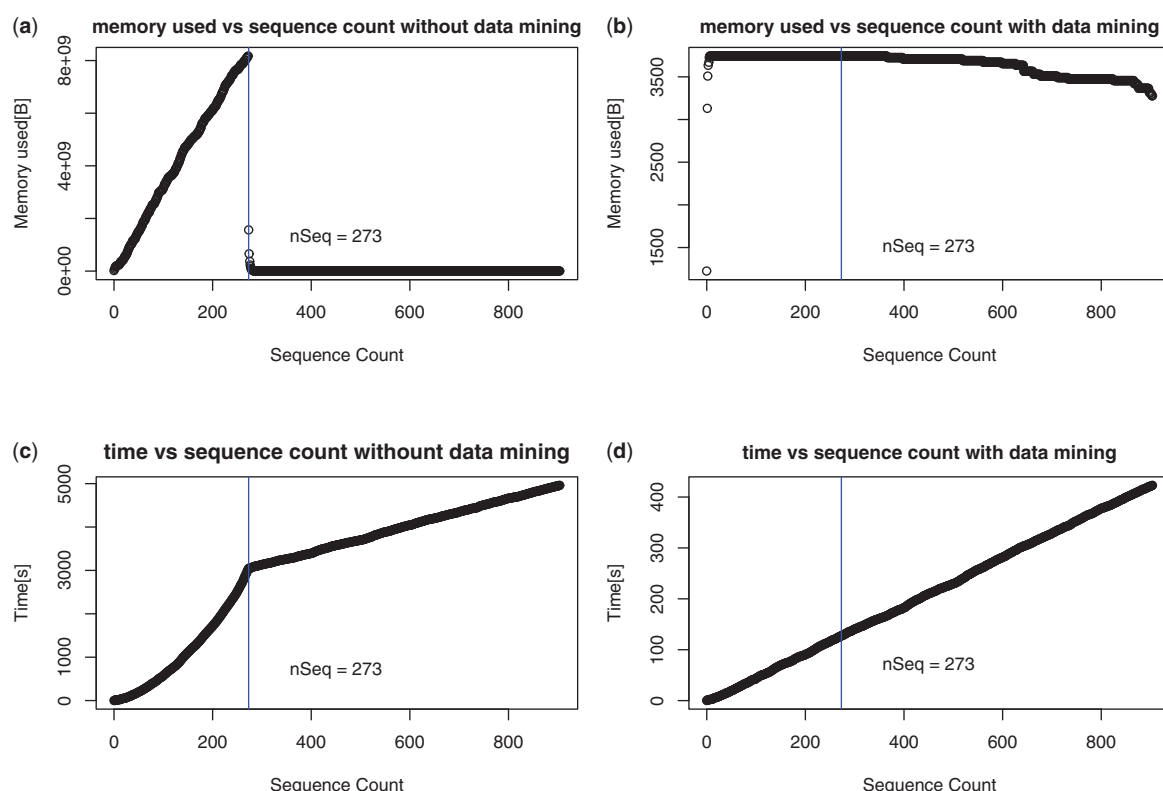 (a) memory used vs sequence count without data mining
Memory used[B]
0e+00 4e+09 8e+09
nSeq = 273
0 200 400 600 800
Sequence Count
(b) memory used vs sequence count with data mining
Memory used[B]
1500 2500 3500
nSeq = 273
0 200 400 600 800
Sequence Count
(c) time vs sequence count withount data mining
Time[s]
0 1000 3000 5000
nSeq = 273
0 200 400 600 800
Sequence Count
(d) time vs sequence count with data mining
Time[s]
0 100 200 300 400
nSeq = 273
0 200 400 600 800
Sequence Count